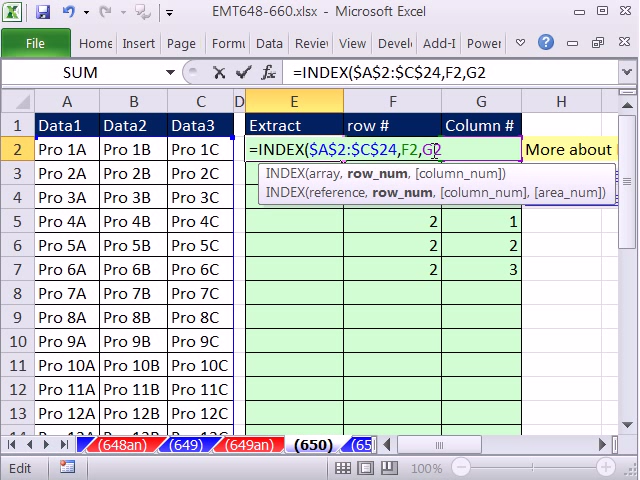 EMT648-660.xlsx - Microsoft Excel
File Home Insert Page Form Data Revie View Devel Add-I Power
SUM fx =INDEX($A$2:$C$24,F2,G2
A B C D E F G H
1 Data1 Data2 Data3 Extract row # Column #
2 Pro 1A Pro 1B Pro 1C =INDEX($A$2:$C$24,F2,G2 More about
3 Pro 2A Pro 2B Pro 2C INDEX(array, row_num, [column_num])
4 Pro 3A Pro 3B Pro 3C INDEX(reference, row_num, [column_num], [area_num])
5 Pro 4A Pro 4B Pro 4C 2 1
6 Pro 5A Pro 5B Pro 5C 2 2
7 Pro 6A Pro 6B Pro 6C 2 3
8 Pro 7A Pro 7B Pro 7C
9 Pro 8A Pro 8B Pro 8C
10 Pro 9A Pro 9B Pro 9C
11 Pro 10A Pro 10B Pro 10C
12 Pro 11A Pro 11B Pro 11C
13 Pro 12A Pro 12B Pro 12C
(648an) (649) (649an) (650) (65
Edit 100%